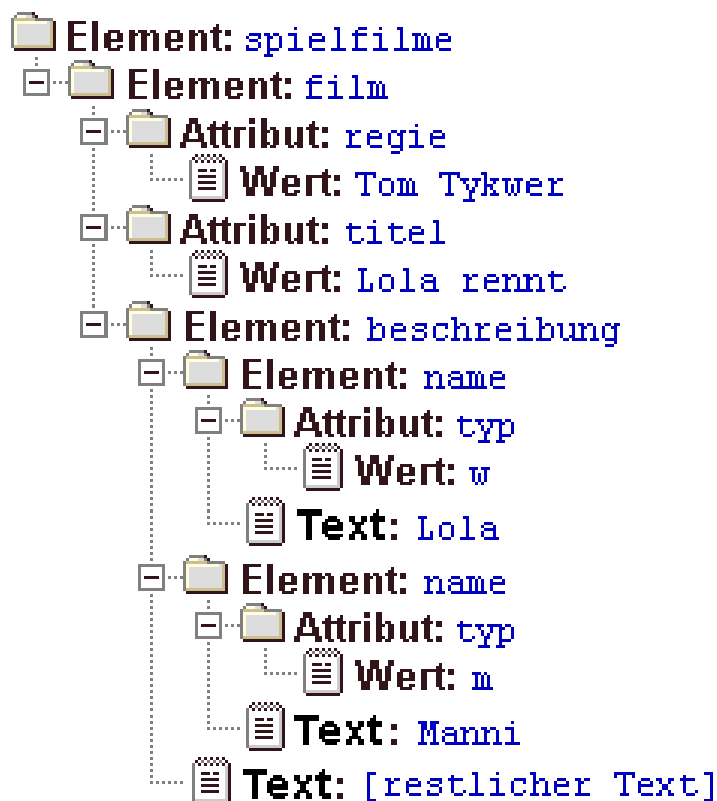 Element: spielfilme
Element: film
Attribut: regie
Wert: Tom Tykwer
Attribut: titel
Wert: Lola rennt
Element: beschreibung
Element: name
Attribut: typ
Wert: w
Text: Lola
Element: name
Attribut: typ
Wert: m
Text: Manni
Text: [restlicher Text]